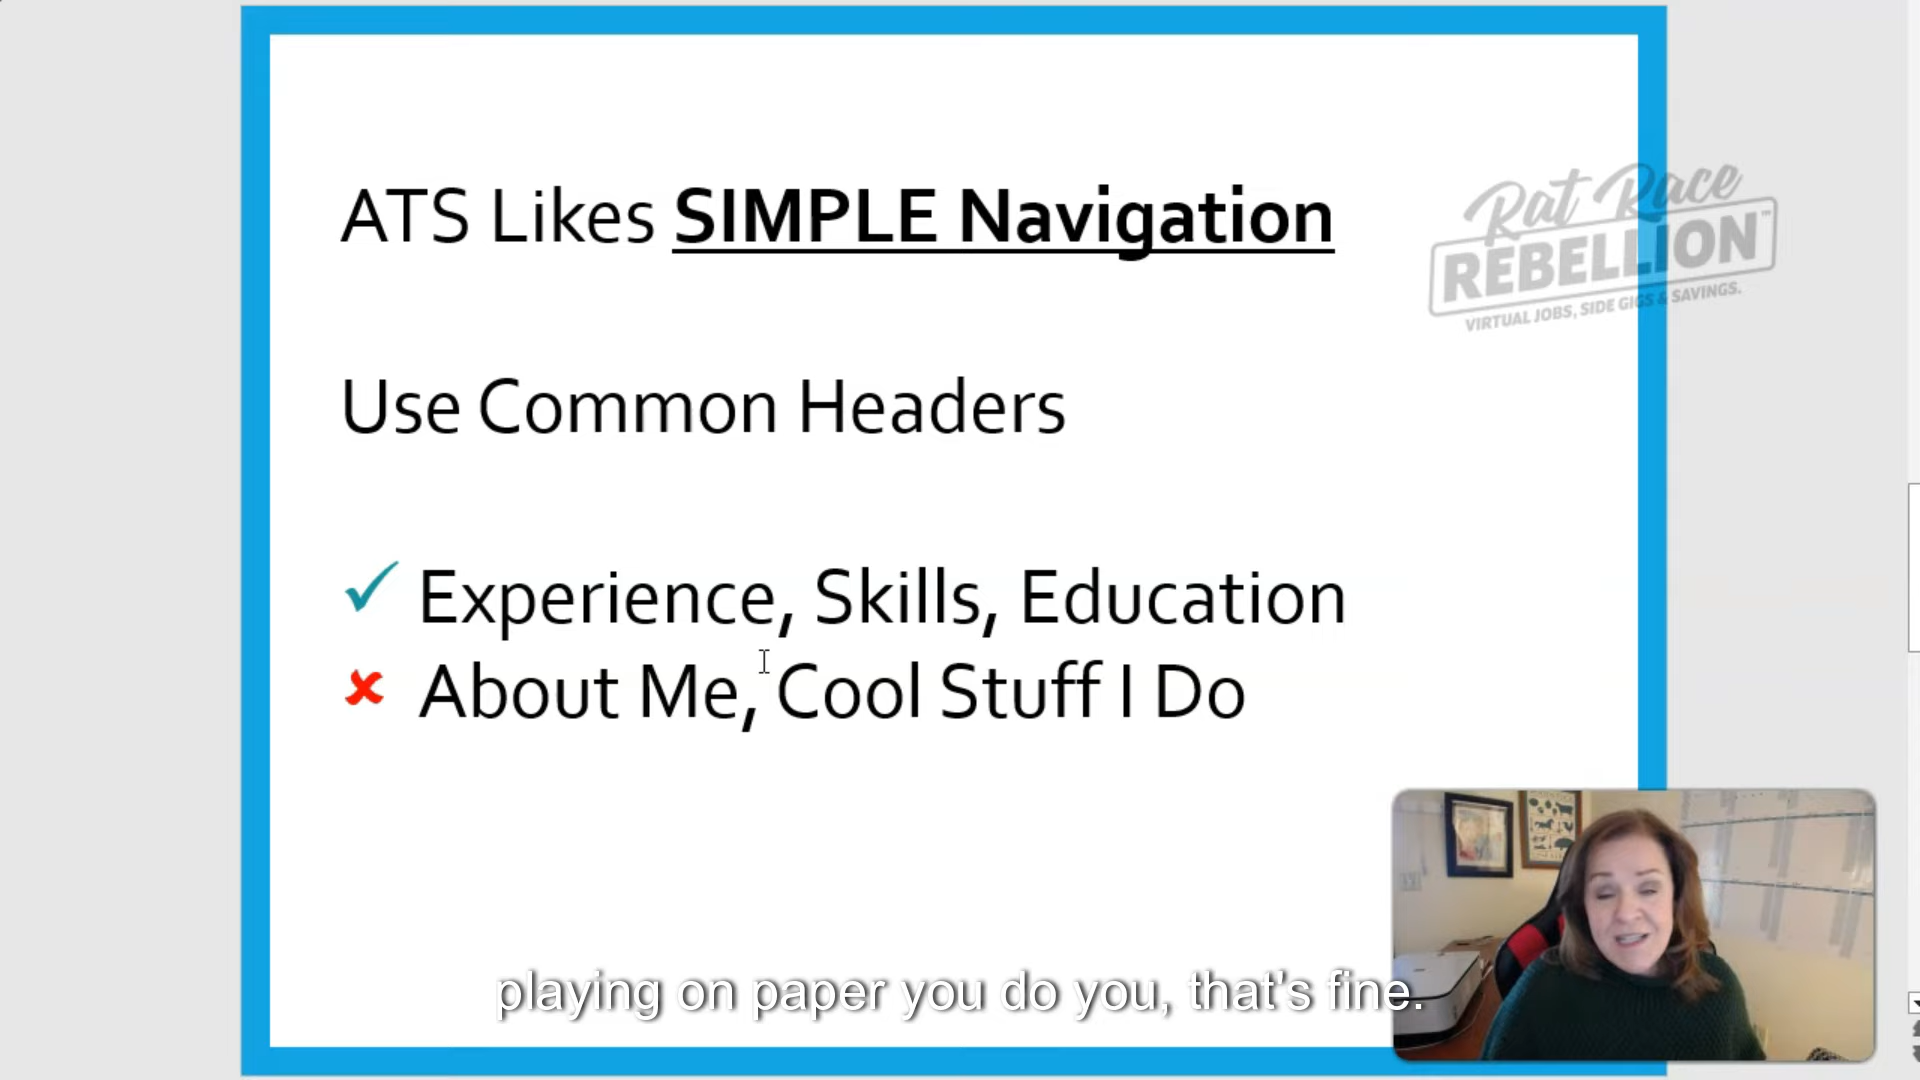 ATS Likes SIMPLE Navigation
Rat Race
REBELLION™
VIRTUAL JOBS, SIDE GIGS & SAVINGS.
Use Common Headers
✓ Experience, Skills, Education
✘ About Me, Cool Stuff I Do
playing on paper you do you, that's fine.